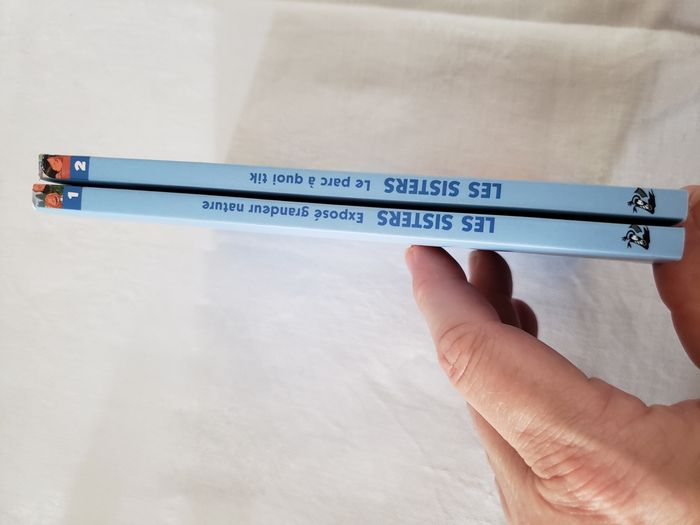 2 LES SISTERS Le parc à quoi tik
1 LES SISTERS Exposé grandeur nature